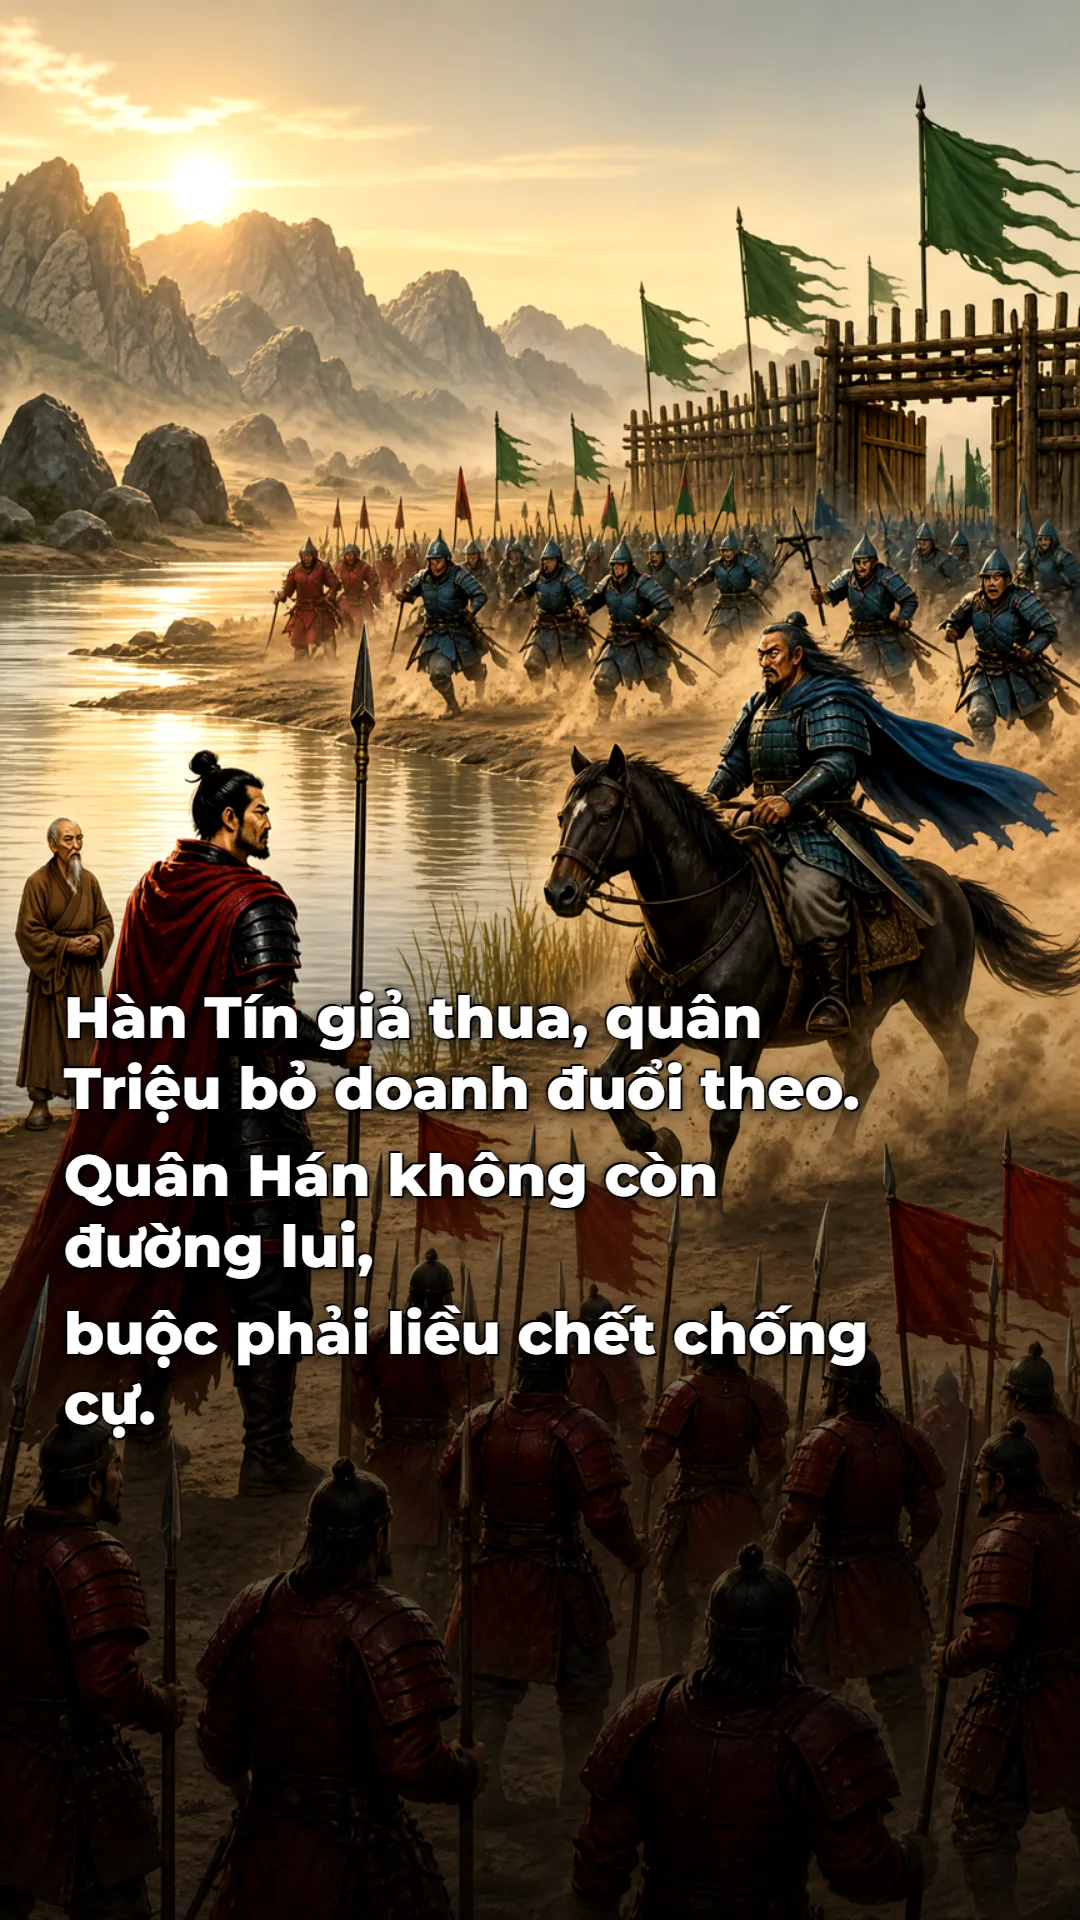 Hàn Tín giả thua, quân
Triệu bỏ doanh đuổi theo.
Quân Hán không còn
đường lui,
buộc phải liều chết chống
cự.